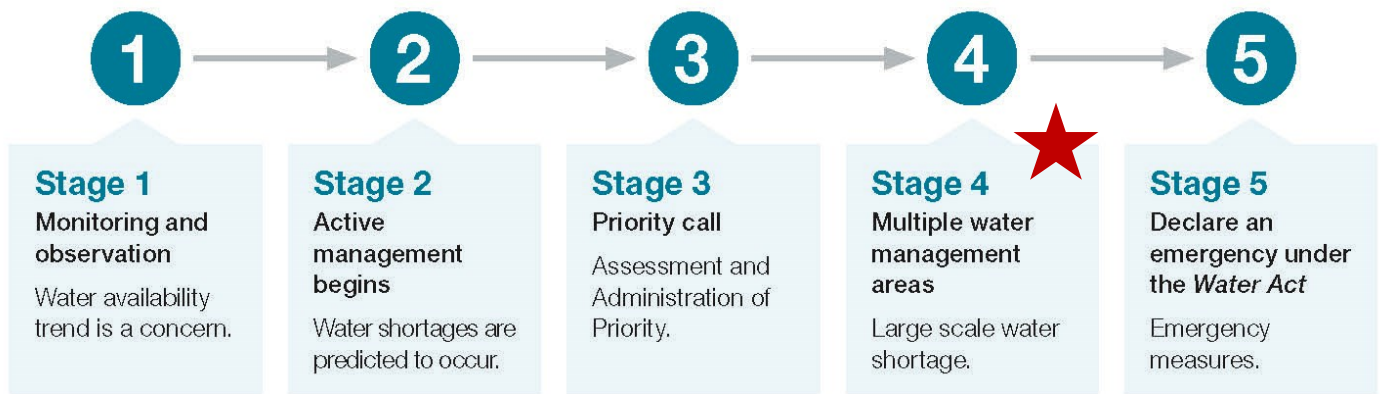 1
2
3
4
5
Stage 1
Monitoring and
observation
Water availability
trend is a concern.
Stage 2
Active
management
begins
Water shortages are
predicted to occur.
Stage 3
Priority call
Assessment and
Administration of
Priority.
Stage 4
Multiple water
management
areas
Large scale water
shortage.
Stage 5
Declare an
emergency under
the Water Act
Emergency
measures.